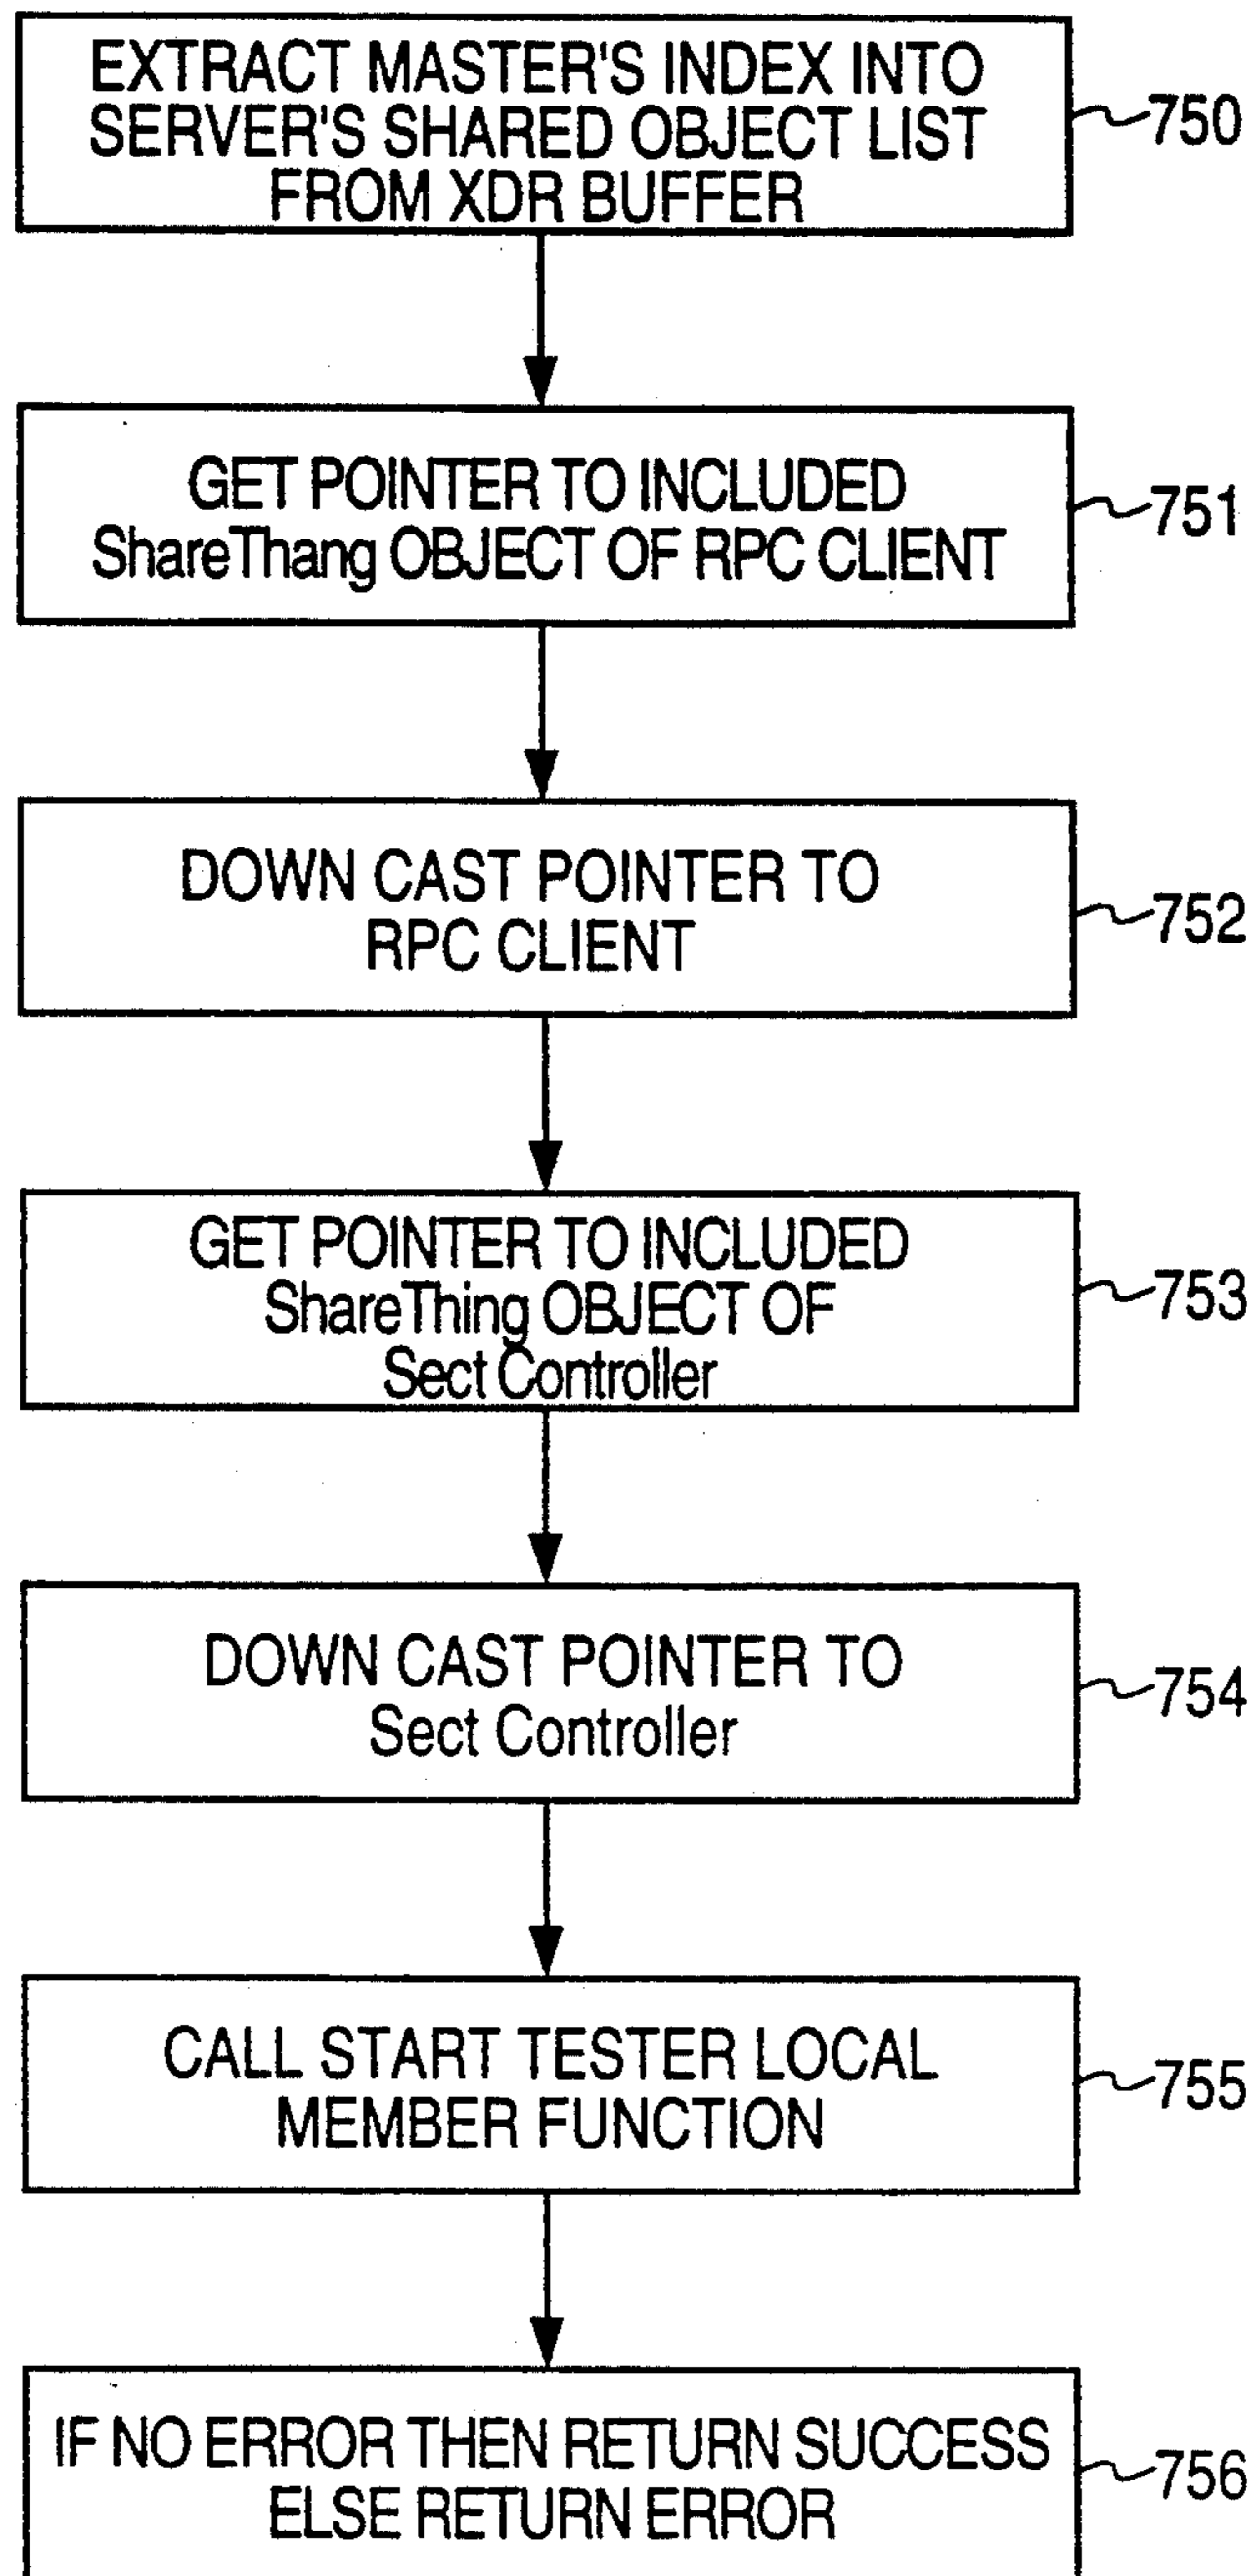 EXTRACT MASTER'S INDEX INTO
SERVER'S SHARED OBJECT LIST
FROM XDR BUFFER
750
GET POINTER TO INCLUDED
ShareThang OBJECT OF RPC CLIENT
751
DOWN CAST POINTER TO
RPC CLIENT
752
GET POINTER TO INCLUDED
ShareThing OBJECT OF
Sect Controller
753
DOWN CAST POINTER TO
Sect Controller
754
CALL START TESTER LOCAL
MEMBER FUNCTION
755
IF NO ERROR THEN RETURN SUCCESS
ELSE RETURN ERROR
756